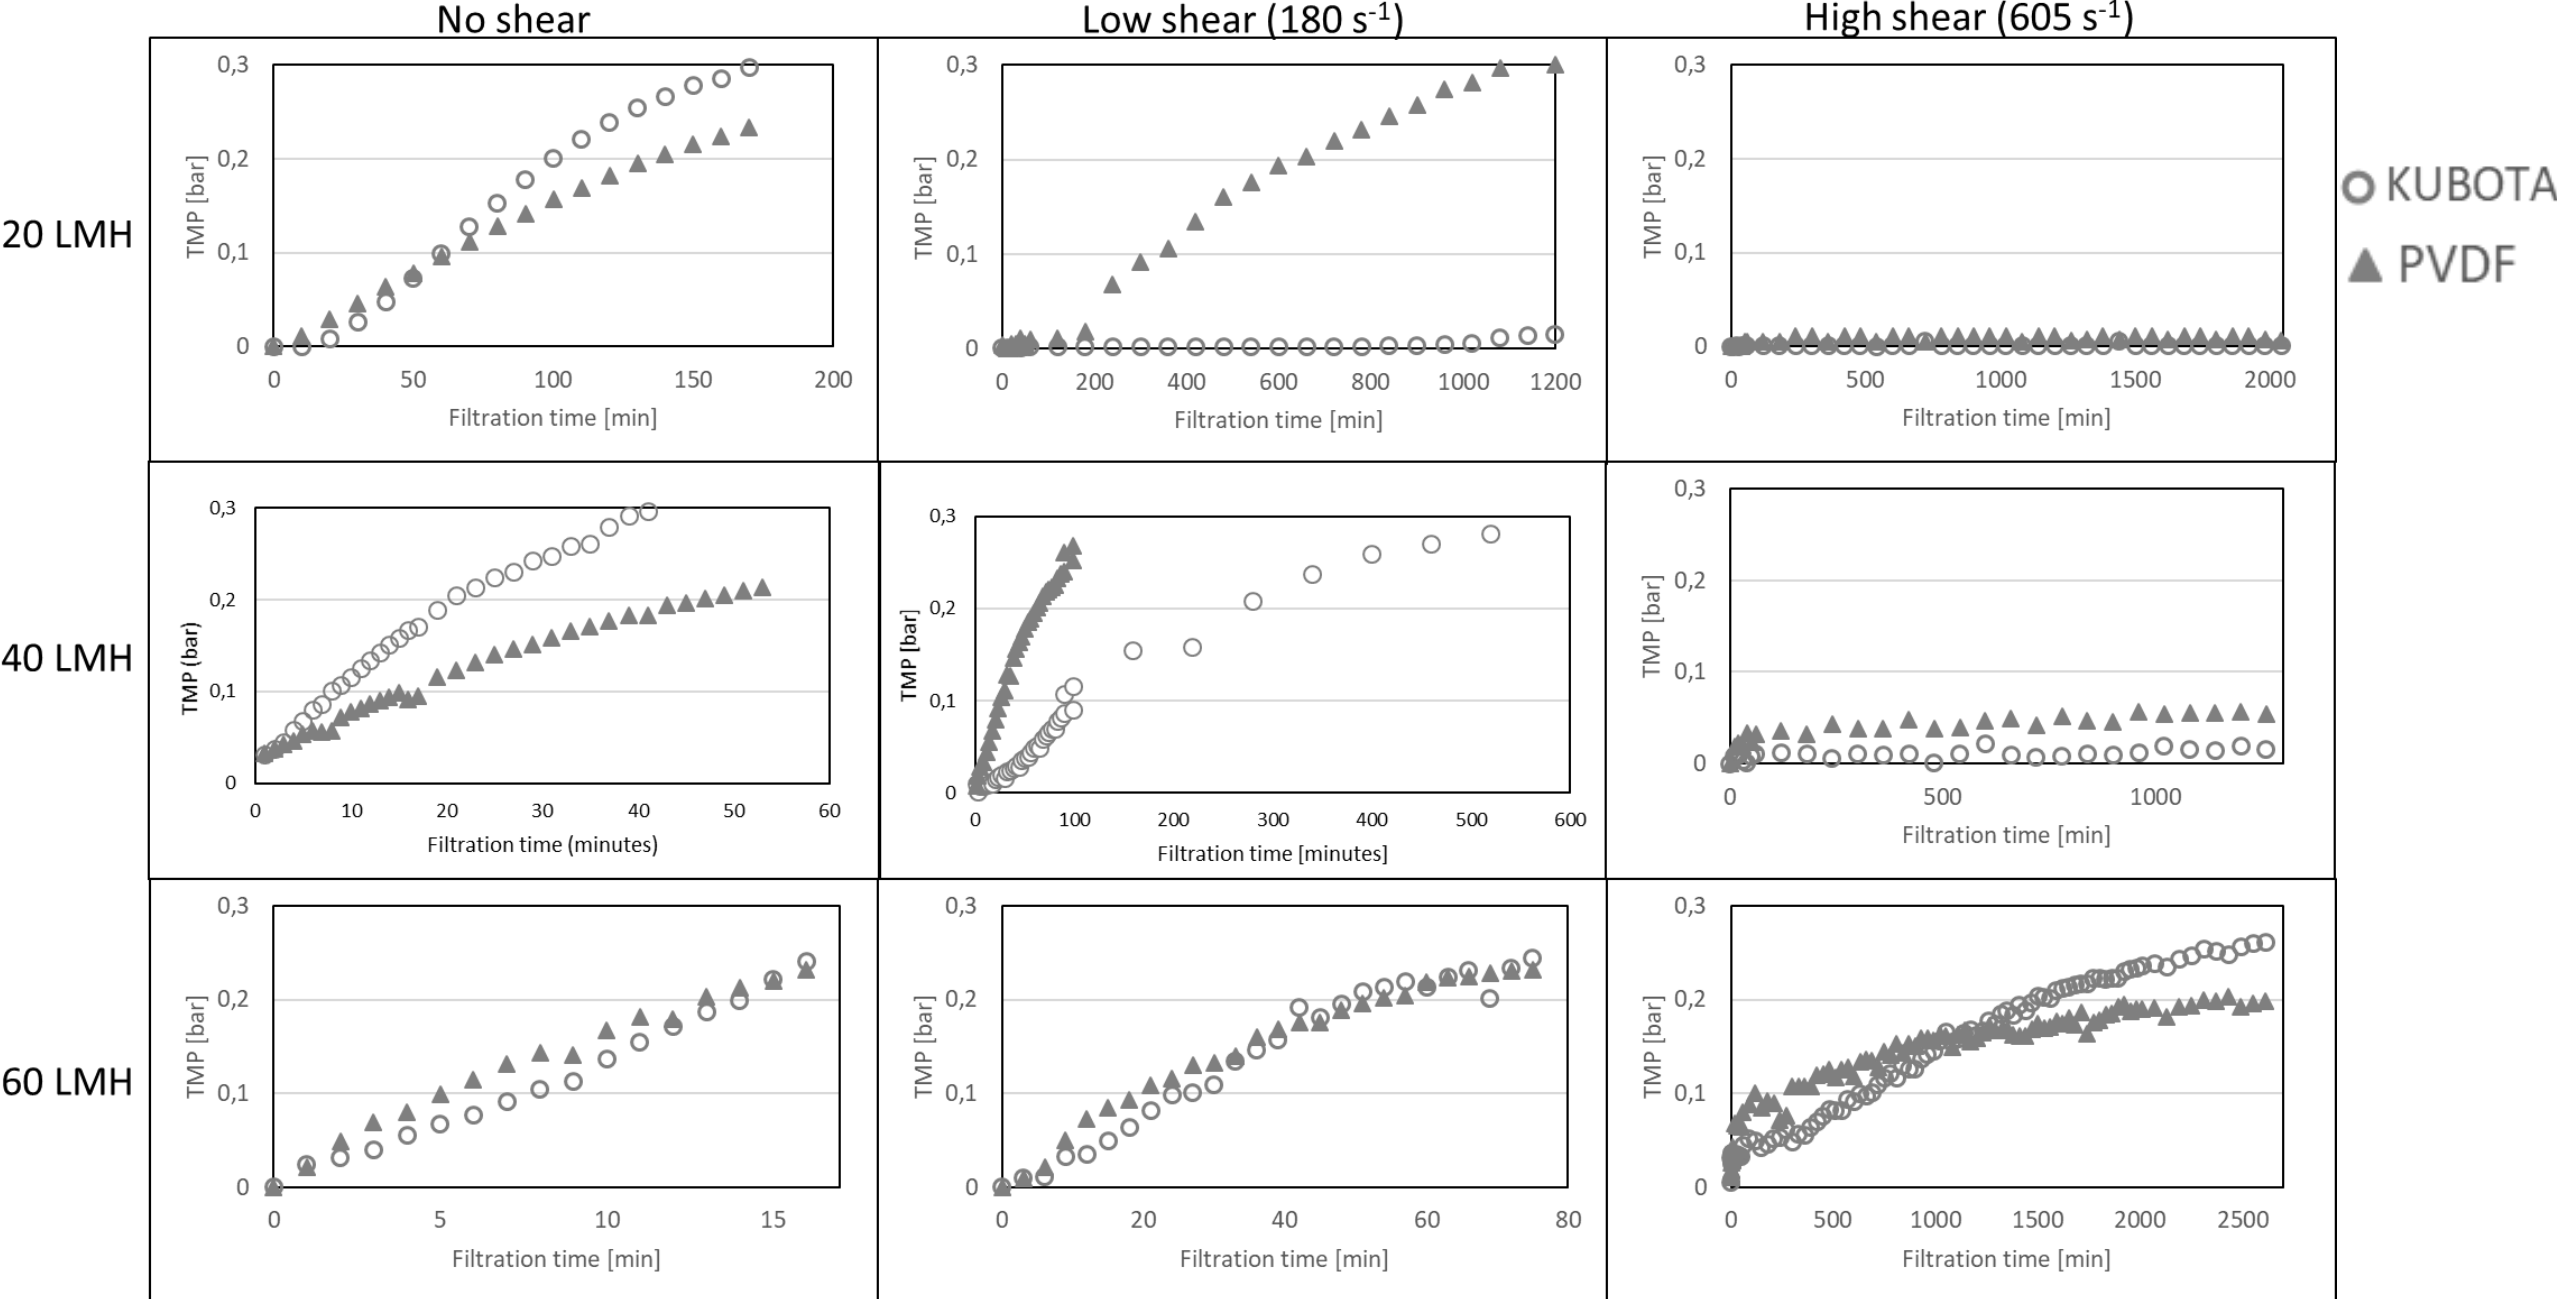 No shear
Low shear (180 s-1)
High shear (605 s-1)
20 LMH
0,3
0,2
0,1
0
TMP [bar]
0 50 100 150 200
Filtration time [min]
0,3
0,2
0,1
0
TMP [bar]
0 200 400 600 800 1000 1200
Filtration time [min]
0,3
0,2
0,1
0
TMP [bar]
0 500 1000 1500 2000
Filtration time [min]
KUBOTA
PVDF
40 LMH
0,3
0,2
0,1
0
TMP (bar)
0 10 20 30 40 50 60
Filtration time (minutes)
0,3
0,2
0,1
0
TMP [bar]
0 100 200 300 400 500 600
Filtration time [minutes]
0,3
0,2
0,1
0
TMP [bar]
0 500 1000
Filtration time [min]
60 LMH
0,3
0,2
0,1
0
TMP [bar]
0 5 10 15
Filtration time [min]
0,3
0,2
0,1
0
TMP [bar]
0 20 40 60 80
Filtration time [min]
0,3
0,2
0,1
0
TMP [bar]
0 500 1000 1500 2000 2500
Filtration time [min]